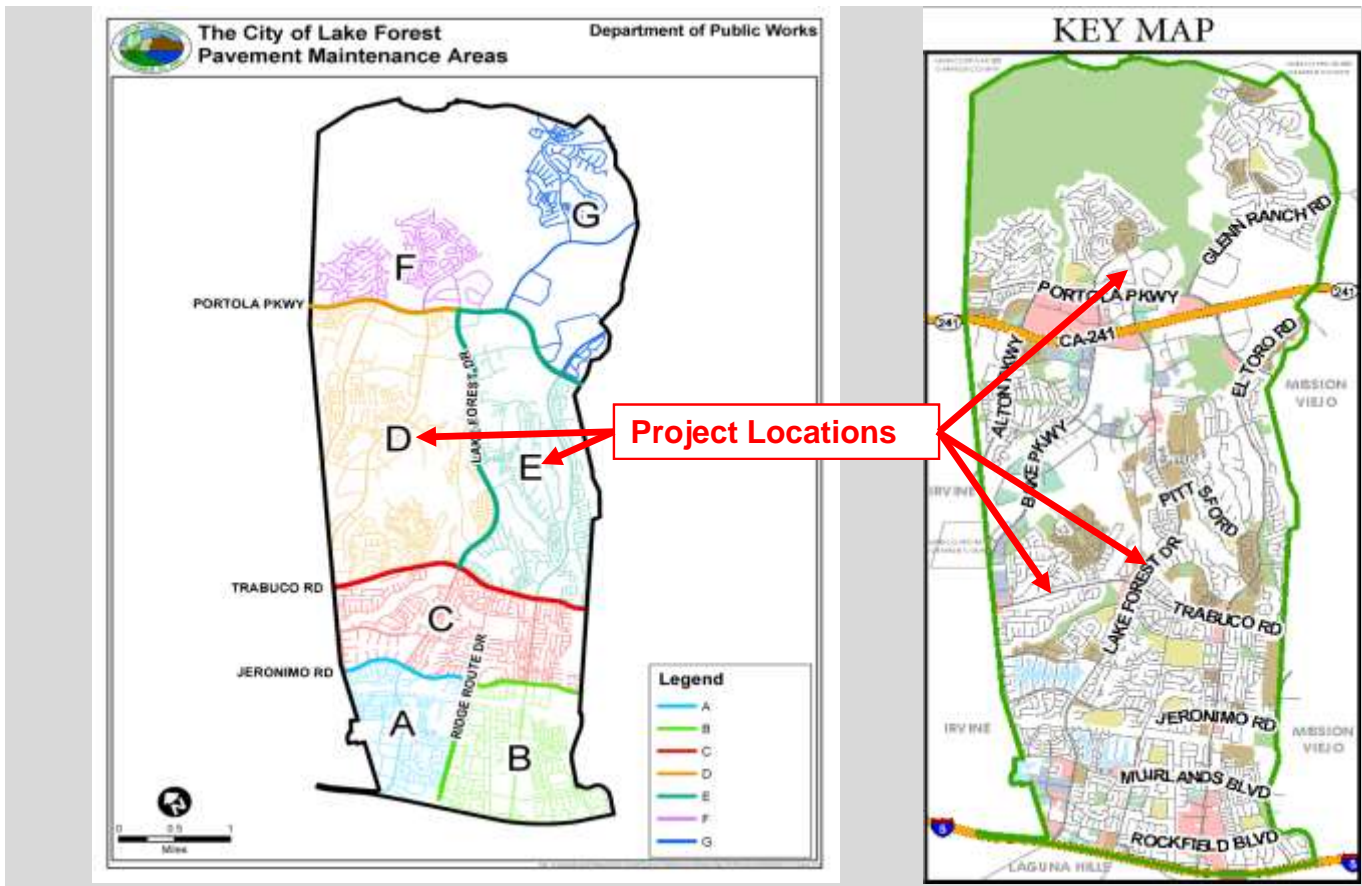 The City of Lake Forest
Pavement Maintenance Areas
Department of Public Works
G
F
PORTOLA PKWY
LAKE FOREST DR
D
E
TRABUCO RD
C
JERONIMO RD
RIDGE ROUTE DR
A
B
Legend
A
B
C
D
E
F
G
0 0.5 1
Miles
Project Locations
KEY MAP
GLENN RANCH RD
PORTOLA PKWY
241
241
CA-241
ALTON PKWY
EL TORO RD
MISSION
VIEJO
BAKE PKWY
IRVINE
PITTSFORD
LAKE FOREST DR
TRABUCO RD
IRVINE
JERONIMO RD
MISSION
VIEJO
MUIRLANDS BLVD
ROCKFIELD BLVD
5
5
LAGUNA HILLS